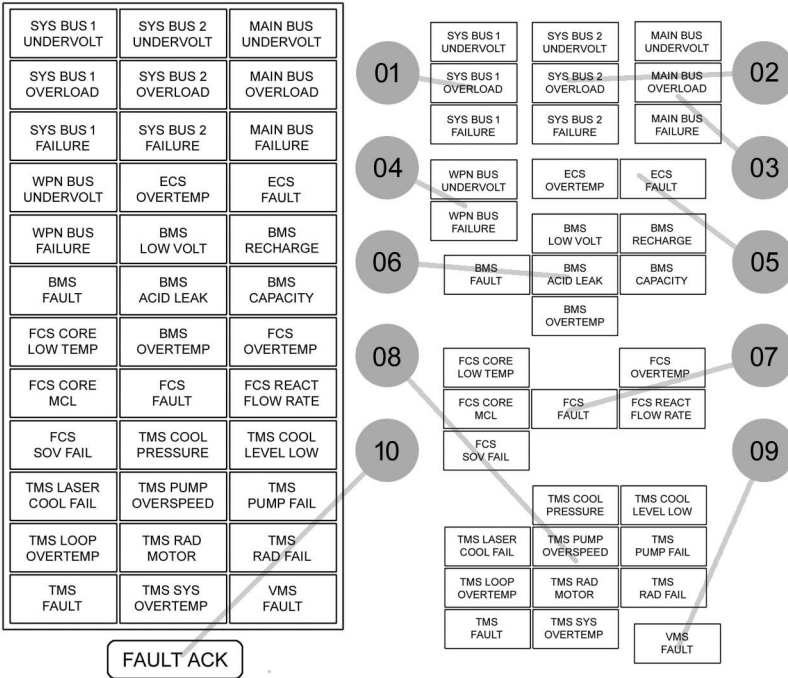 SYS BUS 1
UNDERVOLT
SYS BUS 2
UNDERVOLT
MAIN BUS
UNDERVOLT
SYS BUS 1
OVERLOAD
SYS BUS 2
OVERLOAD
MAIN BUS
OVERLOAD
SYS BUS 1
FAILURE
SYS BUS 2
FAILURE
MAIN BUS
FAILURE
WPN BUS
UNDERVOLT
ECS
OVERTEMP
ECS
FAULT
WPN BUS
FAILURE
BMS
LOW VOLT
BMS
RECHARGE
BMS
FAULT
BMS
ACID LEAK
BMS
CAPACITY
FCS CORE
LOW TEMP
BMS
OVERTEMP
FCS
OVERTEMP
FCS CORE
MCL
FCS
FAULT
FCS REACT
FLOW RATE
FCS
SOV FAIL
TMS COOL
PRESSURE
TMS COOL
LEVEL LOW
TMS LASER
COOL FAIL
TMS PUMP
OVERSPEED
TMS
PUMP FAIL
TMS LOOP
OVERTEMP
TMS RAD
MOTOR
TMS
RAD FAIL
TMS
FAULT
TMS SYS
OVERTEMP
VMS
FAULT
FAULT ACK
SYS BUS 1
UNDERVOLT
SYS BUS 2
UNDERVOLT
MAIN BUS
UNDERVOLT
01
SYS BUS 1
OVERLOAD
SYS BUS 2
OVERLOAD
MAIN BUS
OVERLOAD
02
SYS BUS 1
FAILURE
SYS BUS 2
FAILURE
MAIN BUS
FAILURE
03
04
WPN BUS
UNDERVOLT
ECS
OVERTEMP
ECS
FAULT
WPN BUS
FAILURE
05
BMS
LOW VOLT
BMS
RECHARGE
06
BMS
FAULT
BMS
ACID LEAK
BMS
CAPACITY
BMS
OVERTEMP
08
FCS CORE
LOW TEMP
FCS
OVERTEMP
07
FCS CORE
MCL
FCS
FAULT
FCS REACT
FLOW RATE
10
FCS
SOV FAIL
09
TMS COOL
PRESSURE
TMS COOL
LEVEL LOW
TMS LASER
COOL FAIL
TMS PUMP
OVERSPEED
TMS
PUMP FAIL
TMS LOOP
OVERTEMP
TMS RAD
MOTOR
TMS
RAD FAIL
TMS
FAULT
TMS SYS
OVERTEMP
VMS
FAULT